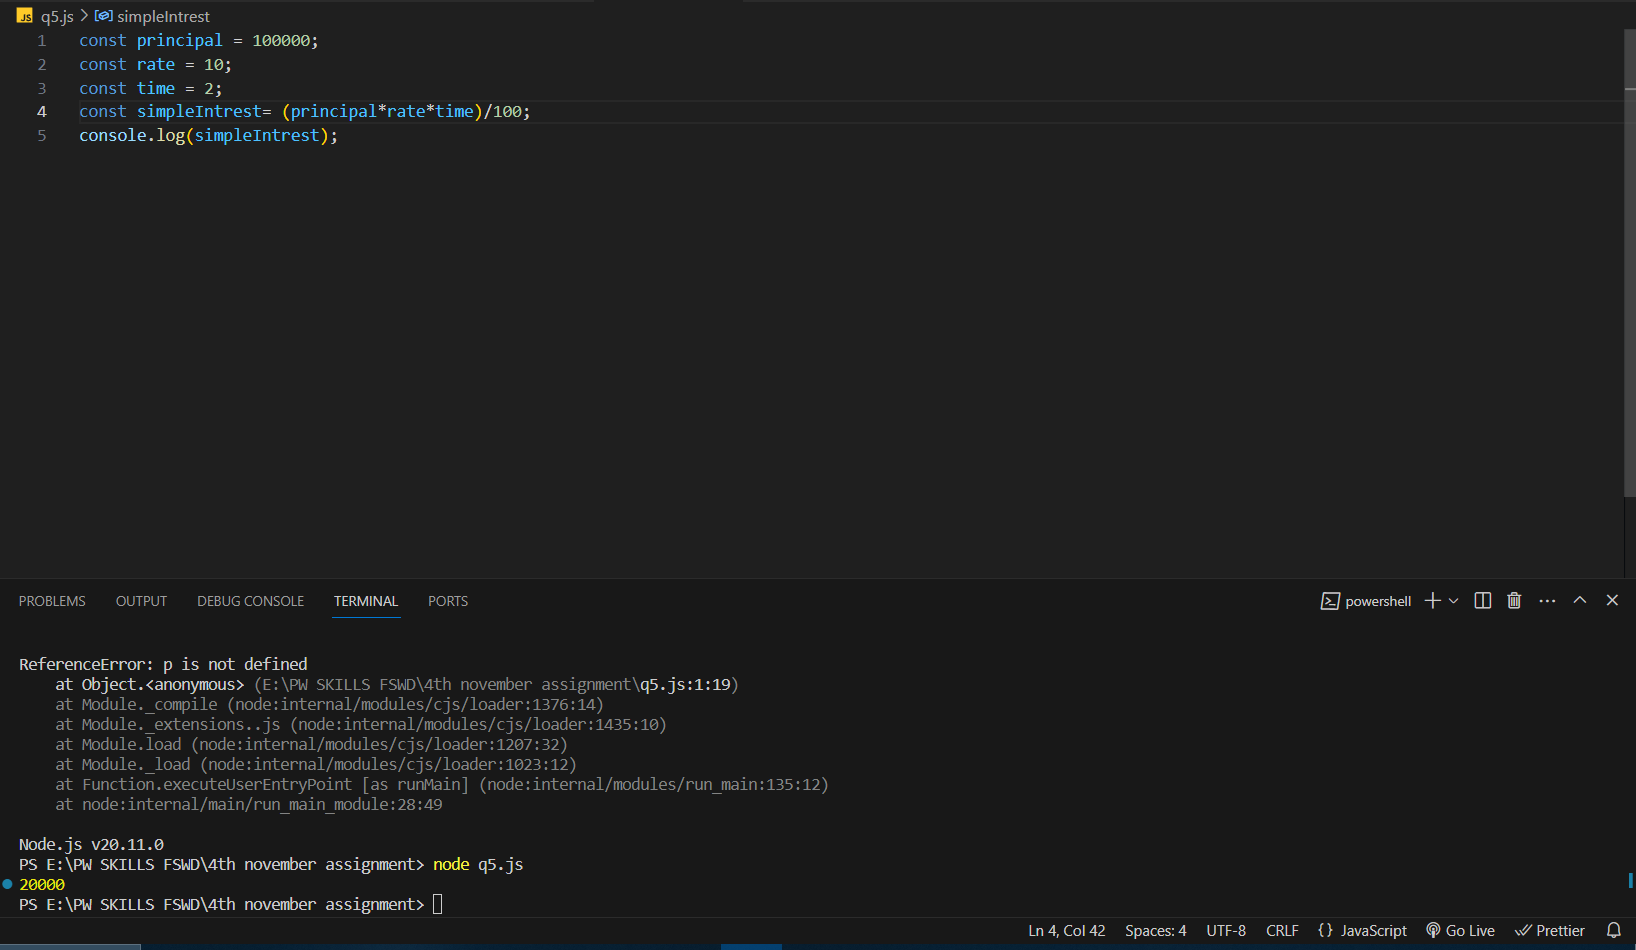 JS q5.js > simpleIntrest
1 const principal = 100000;
2 const rate = 10;
3 const time = 2;
4 const simpleIntrest= (principal*rate*time)/100;
5 console.log(simpleIntrest);
PROBLEMS OUTPUT DEBUG CONSOLE TERMINAL PORTS powershell
ReferenceError: p is not defined
    at Object.<anonymous> (E:\PW SKILLS FSWD\4th november assignment\q5.js:1:19)
    at Module._compile (node:internal/modules/cjs/loader:1376:14)
    at Module._extensions..js (node:internal/modules/cjs/loader:1435:10)
    at Module.load (node:internal/modules/cjs/loader:1207:32)
    at Module._load (node:internal/modules/cjs/loader:1023:12)
    at Function.executeUserEntryPoint [as runMain] (node:internal/modules/run_main:135:12)
    at node:internal/main/run_main_module:28:49
Node.js v20.11.0
PS E:\PW SKILLS FSWD\4th november assignment> node q5.js
20000
PS E:\PW SKILLS FSWD\4th november assignment>
Ln 4, Col 42 Spaces: 4 UTF-8 CRLF {} JavaScript Go Live Prettier